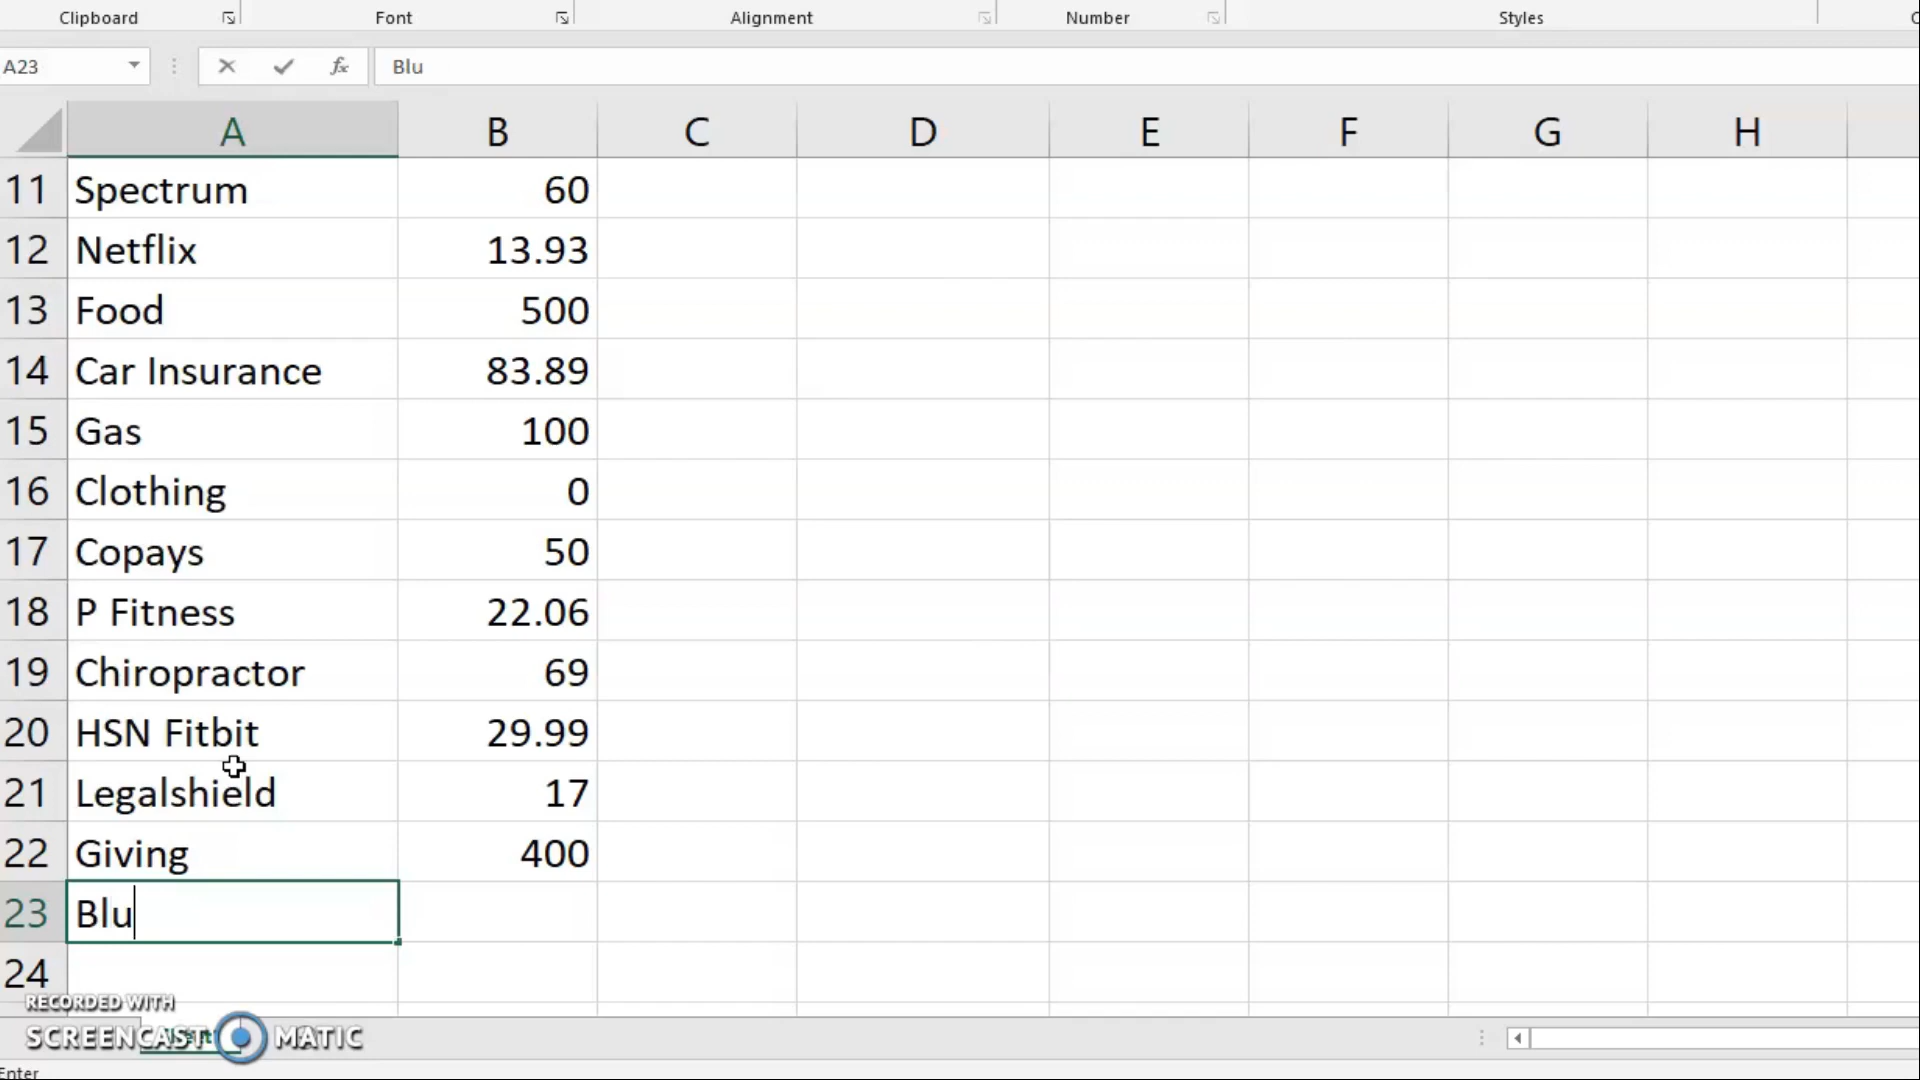 Clipboard Font Alignment Number Styles
A23 fx Blu
A B C D E F G H
11 Spectrum 60
12 Netflix 13.93
13 Food 500
14 Car Insurance 83.89
15 Gas 100
16 Clothing 0
17 Copays 50
18 P Fitness 22.06
19 Chiropractor 69
20 HSN Fitbit 29.99
21 Legalshield 17
22 Giving 400
23 Blu
24
RECORDED WITH
SCREENCAST MATIC
Enter